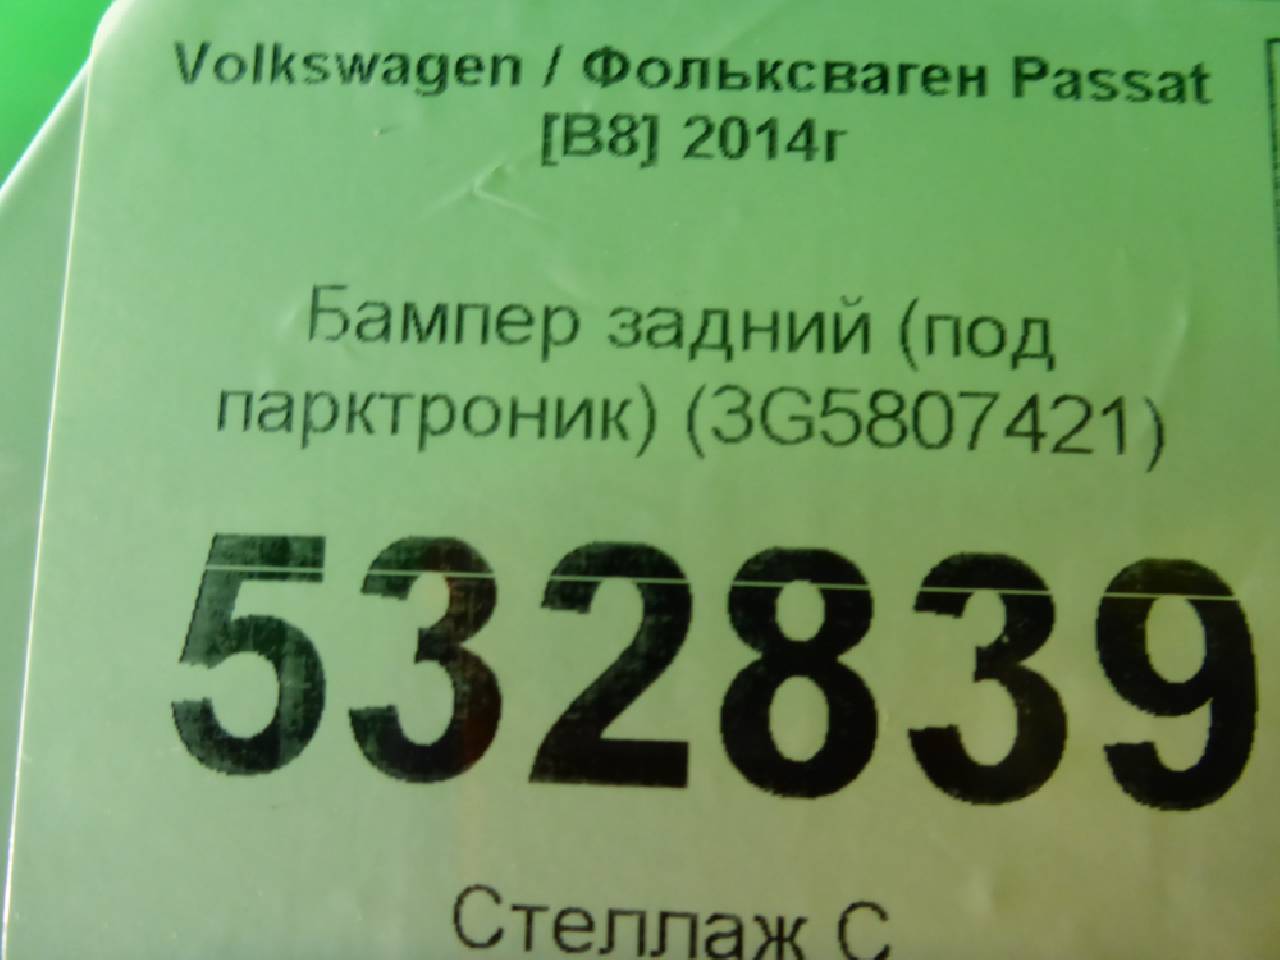 Volkswagen / Фольксваген Passat
[B8] 2014г
Бампер задний (под
парктроник) (3G5807421)
532839
Стеллаж С